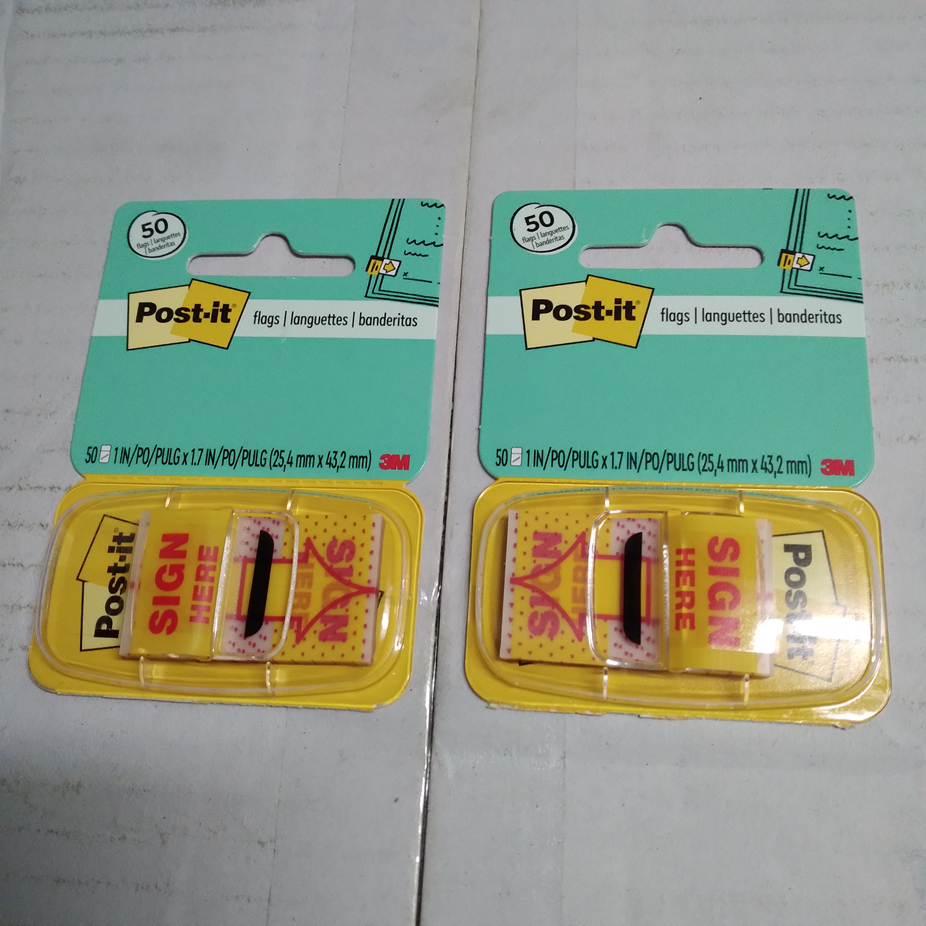 50
flags | languettes
| banderitas
Post-it®
flags | languettes | banderitas
50 1 IN/PO/PULG x 1.7 IN/PO/PULG (25,4 mm x 43,2 mm) 3M
Post-it
SIGN
HERE
HERE
SIGN
50
flags | languettes
| banderitas
Post-it®
flags | languettes | banderitas
50 1 IN/PO/PULG x 1.7 IN/PO/PULG (25,4 mm x 43,2 mm) 3M
SIGN
HERE
HERE
SIGN
Post-it